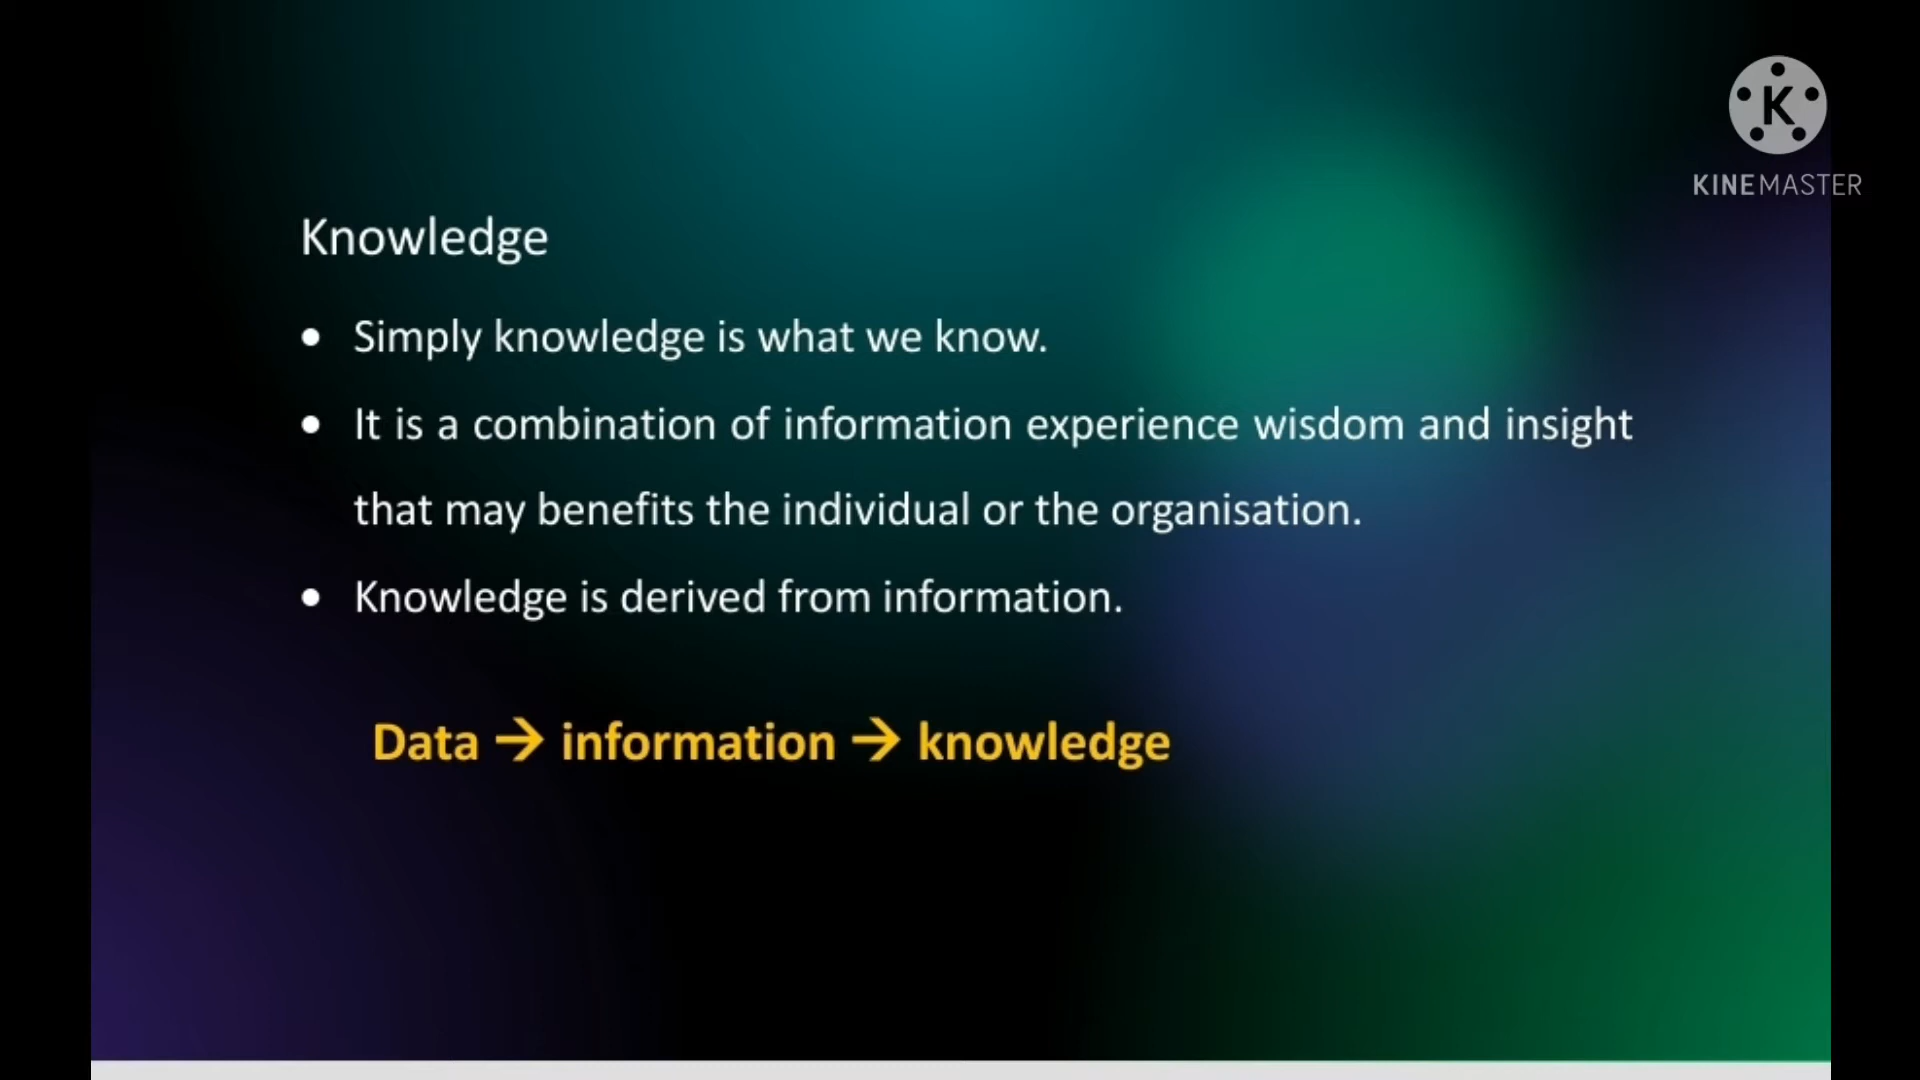 K
KINEMASTER
Knowledge
• Simply knowledge is what we know.
• It is a combination of information experience wisdom and insight
that may benefits the individual or the organisation.
• Knowledge is derived from information.
Data → information → knowledge